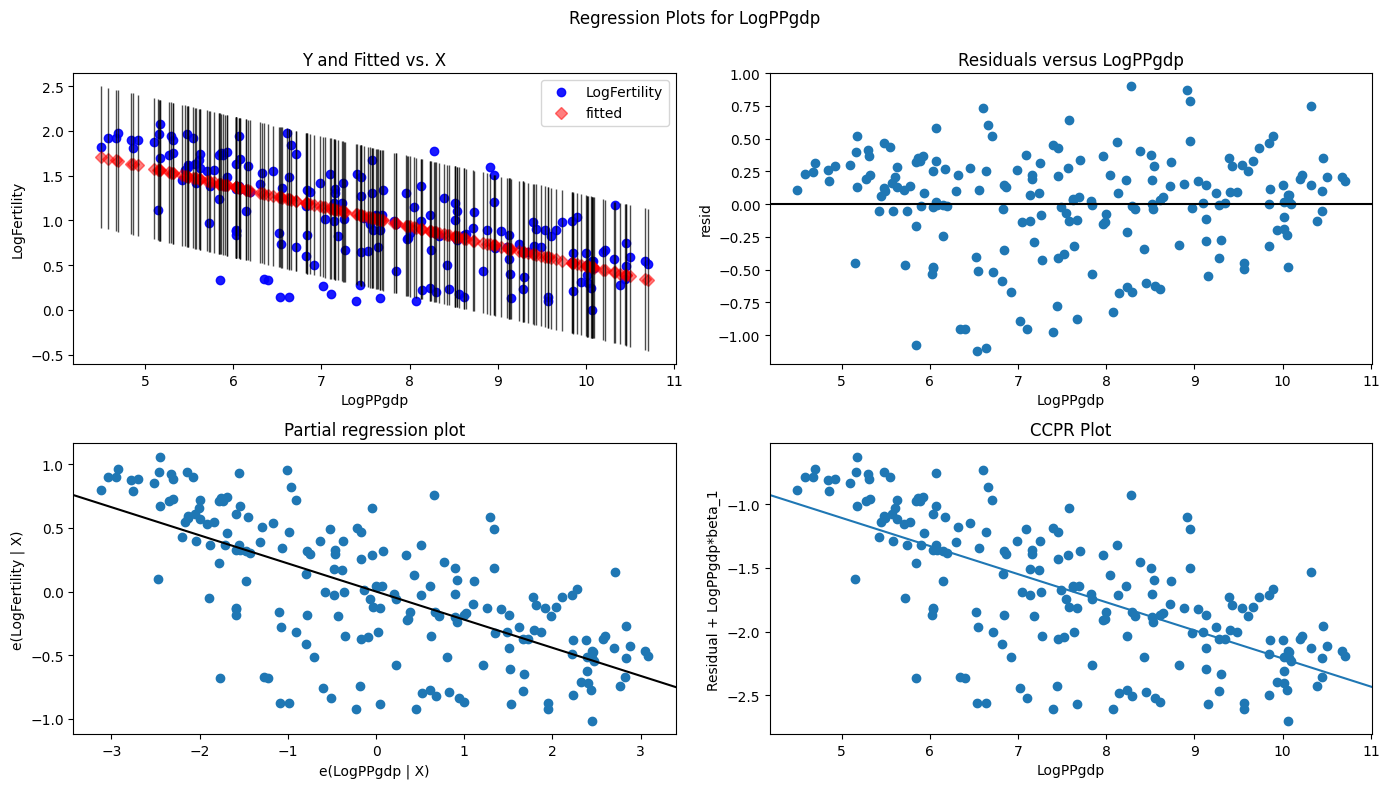 Regression Plots for LogPPgdp
Y and Fitted vs. X
LogFertility
fitted
2.5
2.0
1.5
1.0
0.5
0.0
−0.5
LogFertility
5 6 7 8 9 10 11
LogPPgdp
Residuals versus LogPPgdp
1.00
0.75
0.50
0.25
0.00
−0.25
−0.50
−0.75
−1.00
resid
5 6 7 8 9 10 11
LogPPgdp
Partial regression plot
1.0
0.5
0.0
−0.5
−1.0
e(LogFertility | X)
−3 −2 −1 0 1 2 3
e(LogPPgdp | X)
CCPR Plot
−1.0
−1.5
−2.0
−2.5
Residual + LogPPgdp*beta_1
5 6 7 8 9 10 11
LogPPgdp